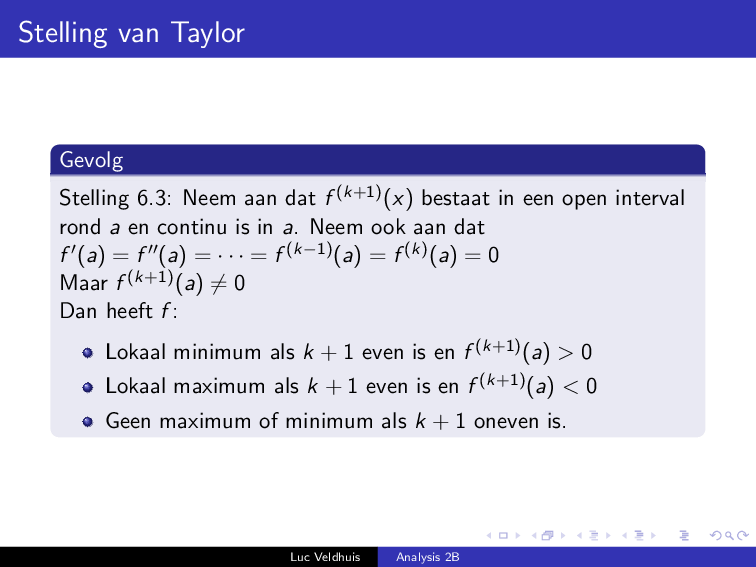 Stelling van Taylor
Gevolg
Stelling 6.3: Neem aan dat f^(k+1)(x) bestaat in een open interval
rond a en continu is in a. Neem ook aan dat
f′(a) = f″(a) = · · · = f^(k−1)(a) = f^(k)(a) = 0
Maar f^(k+1)(a) ≠ 0
Dan heeft f:
Lokaal minimum als k + 1 even is en f^(k+1)(a) > 0
Lokaal maximum als k + 1 even is en f^(k+1)(a) < 0
Geen maximum of minimum als k + 1 oneven is.
Luc Veldhuis Analysis 2B